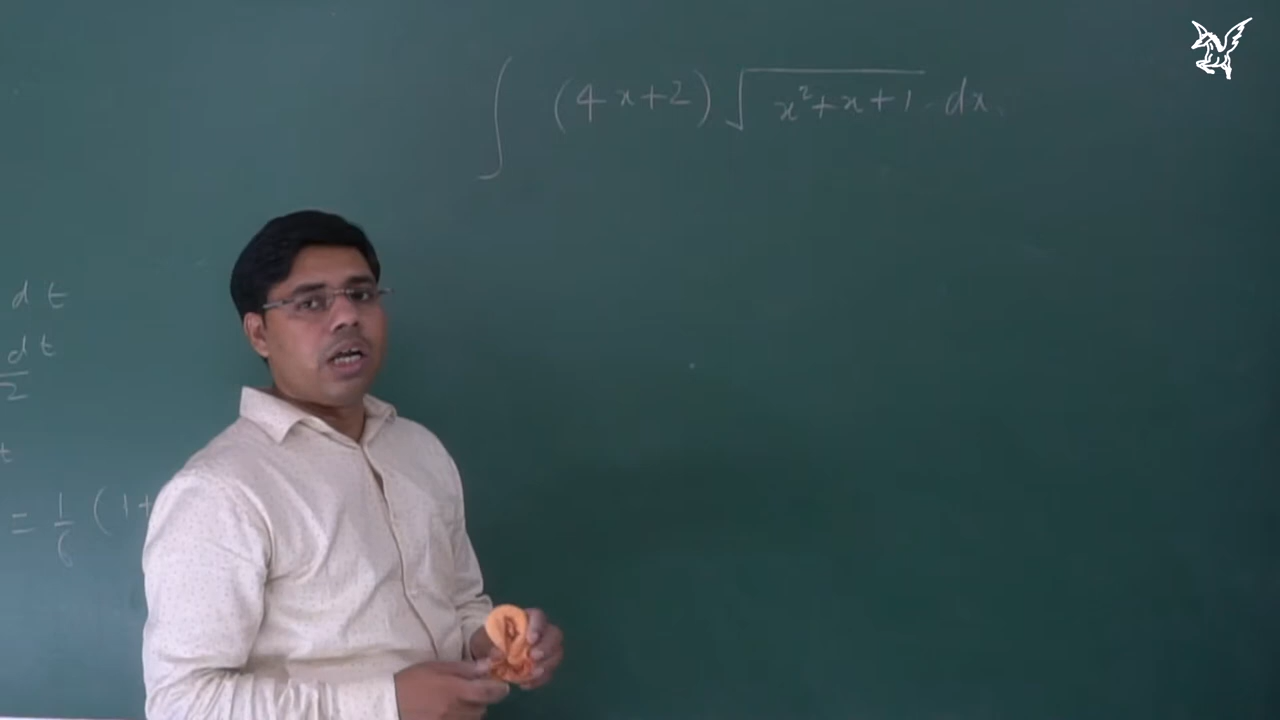 ∫ (4x+2) √(x²+x+1) dx.
dt
dt/2
t
= 1/6 (1+